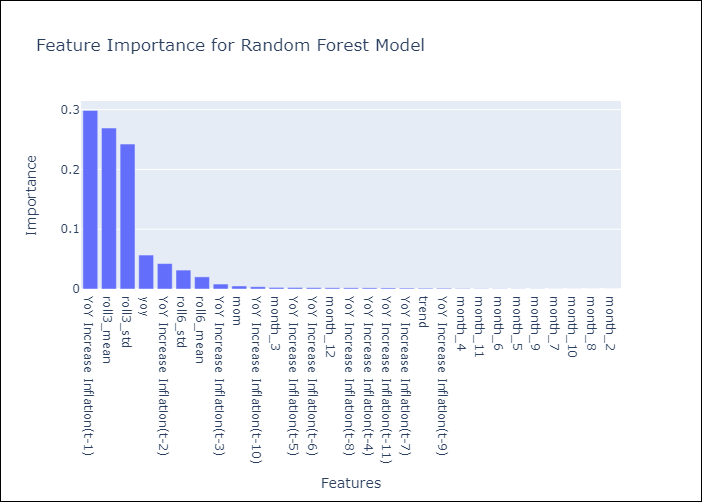 Feature Importance for Random Forest Model
0.3
0.2
0.1
0
Importance
YoY Increase Inflation(t-1)
roll3_mean
roll3_std
yoy
YoY Increase Inflation(t-2)
roll6_std
roll6_mean
YoY Increase Inflation(t-3)
mom
YoY Increase Inflation(t-10)
month_3
YoY Increase Inflation(t-5)
YoY Increase Inflation(t-6)
month_12
YoY Increase Inflation(t-8)
YoY Increase Inflation(t-4)
YoY Increase Inflation(t-11)
YoY Increase Inflation(t-7)
trend
YoY Increase Inflation(t-9)
month_4
month_11
month_6
month_5
month_9
month_7
month_10
month_8
month_2
Features